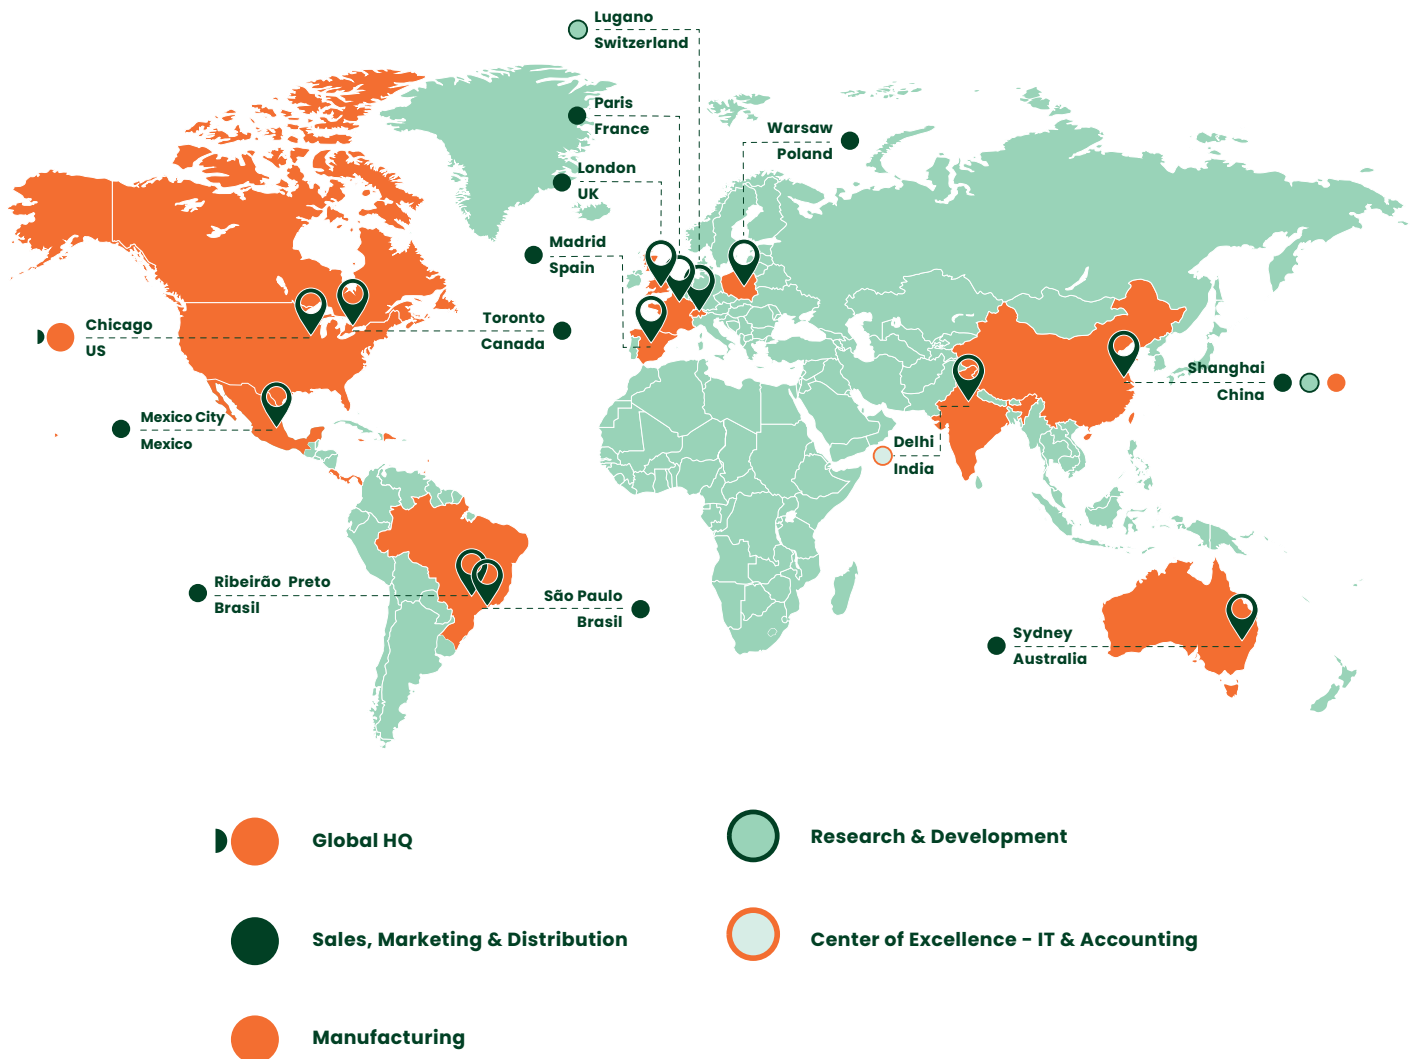 Lugano
Switzerland
Paris
France
Warsaw
Poland
London
UK
Madrid
Spain
Chicago
US
Toronto
Canada
Shanghai
China
Mexico City
Mexico
Delhi
India
Ribeirão Preto
Brasil
São Paulo
Brasil
Sydney
Australia
Global HQ
Research & Development
Sales, Marketing & Distribution
Center of Excellence - IT & Accounting
Manufacturing